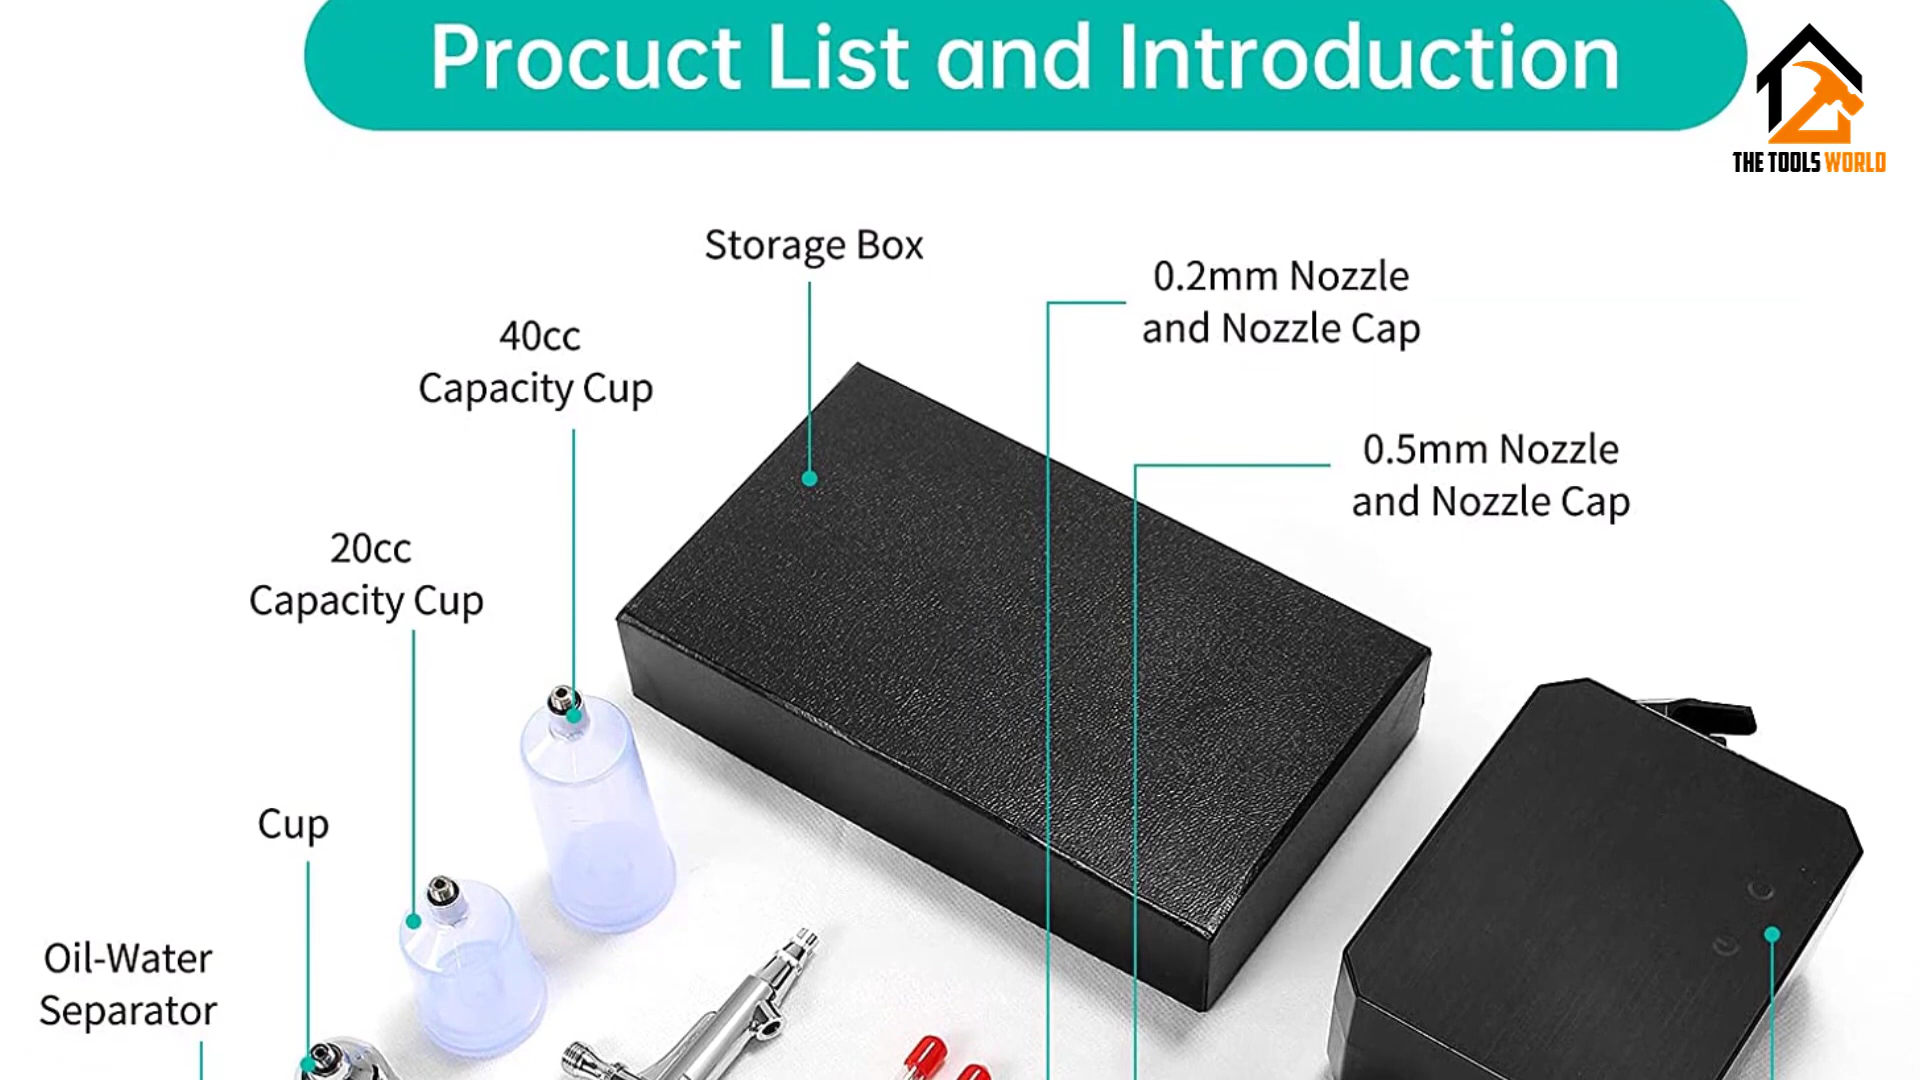 Procuct List and Introduction
THE TOOLS WORLD
Storage Box
0.2mm Nozzle
and Nozzle Cap
40cc
Capacity Cup
0.5mm Nozzle
and Nozzle Cap
20cc
Capacity Cup
Cup
Oil-Water
Separator